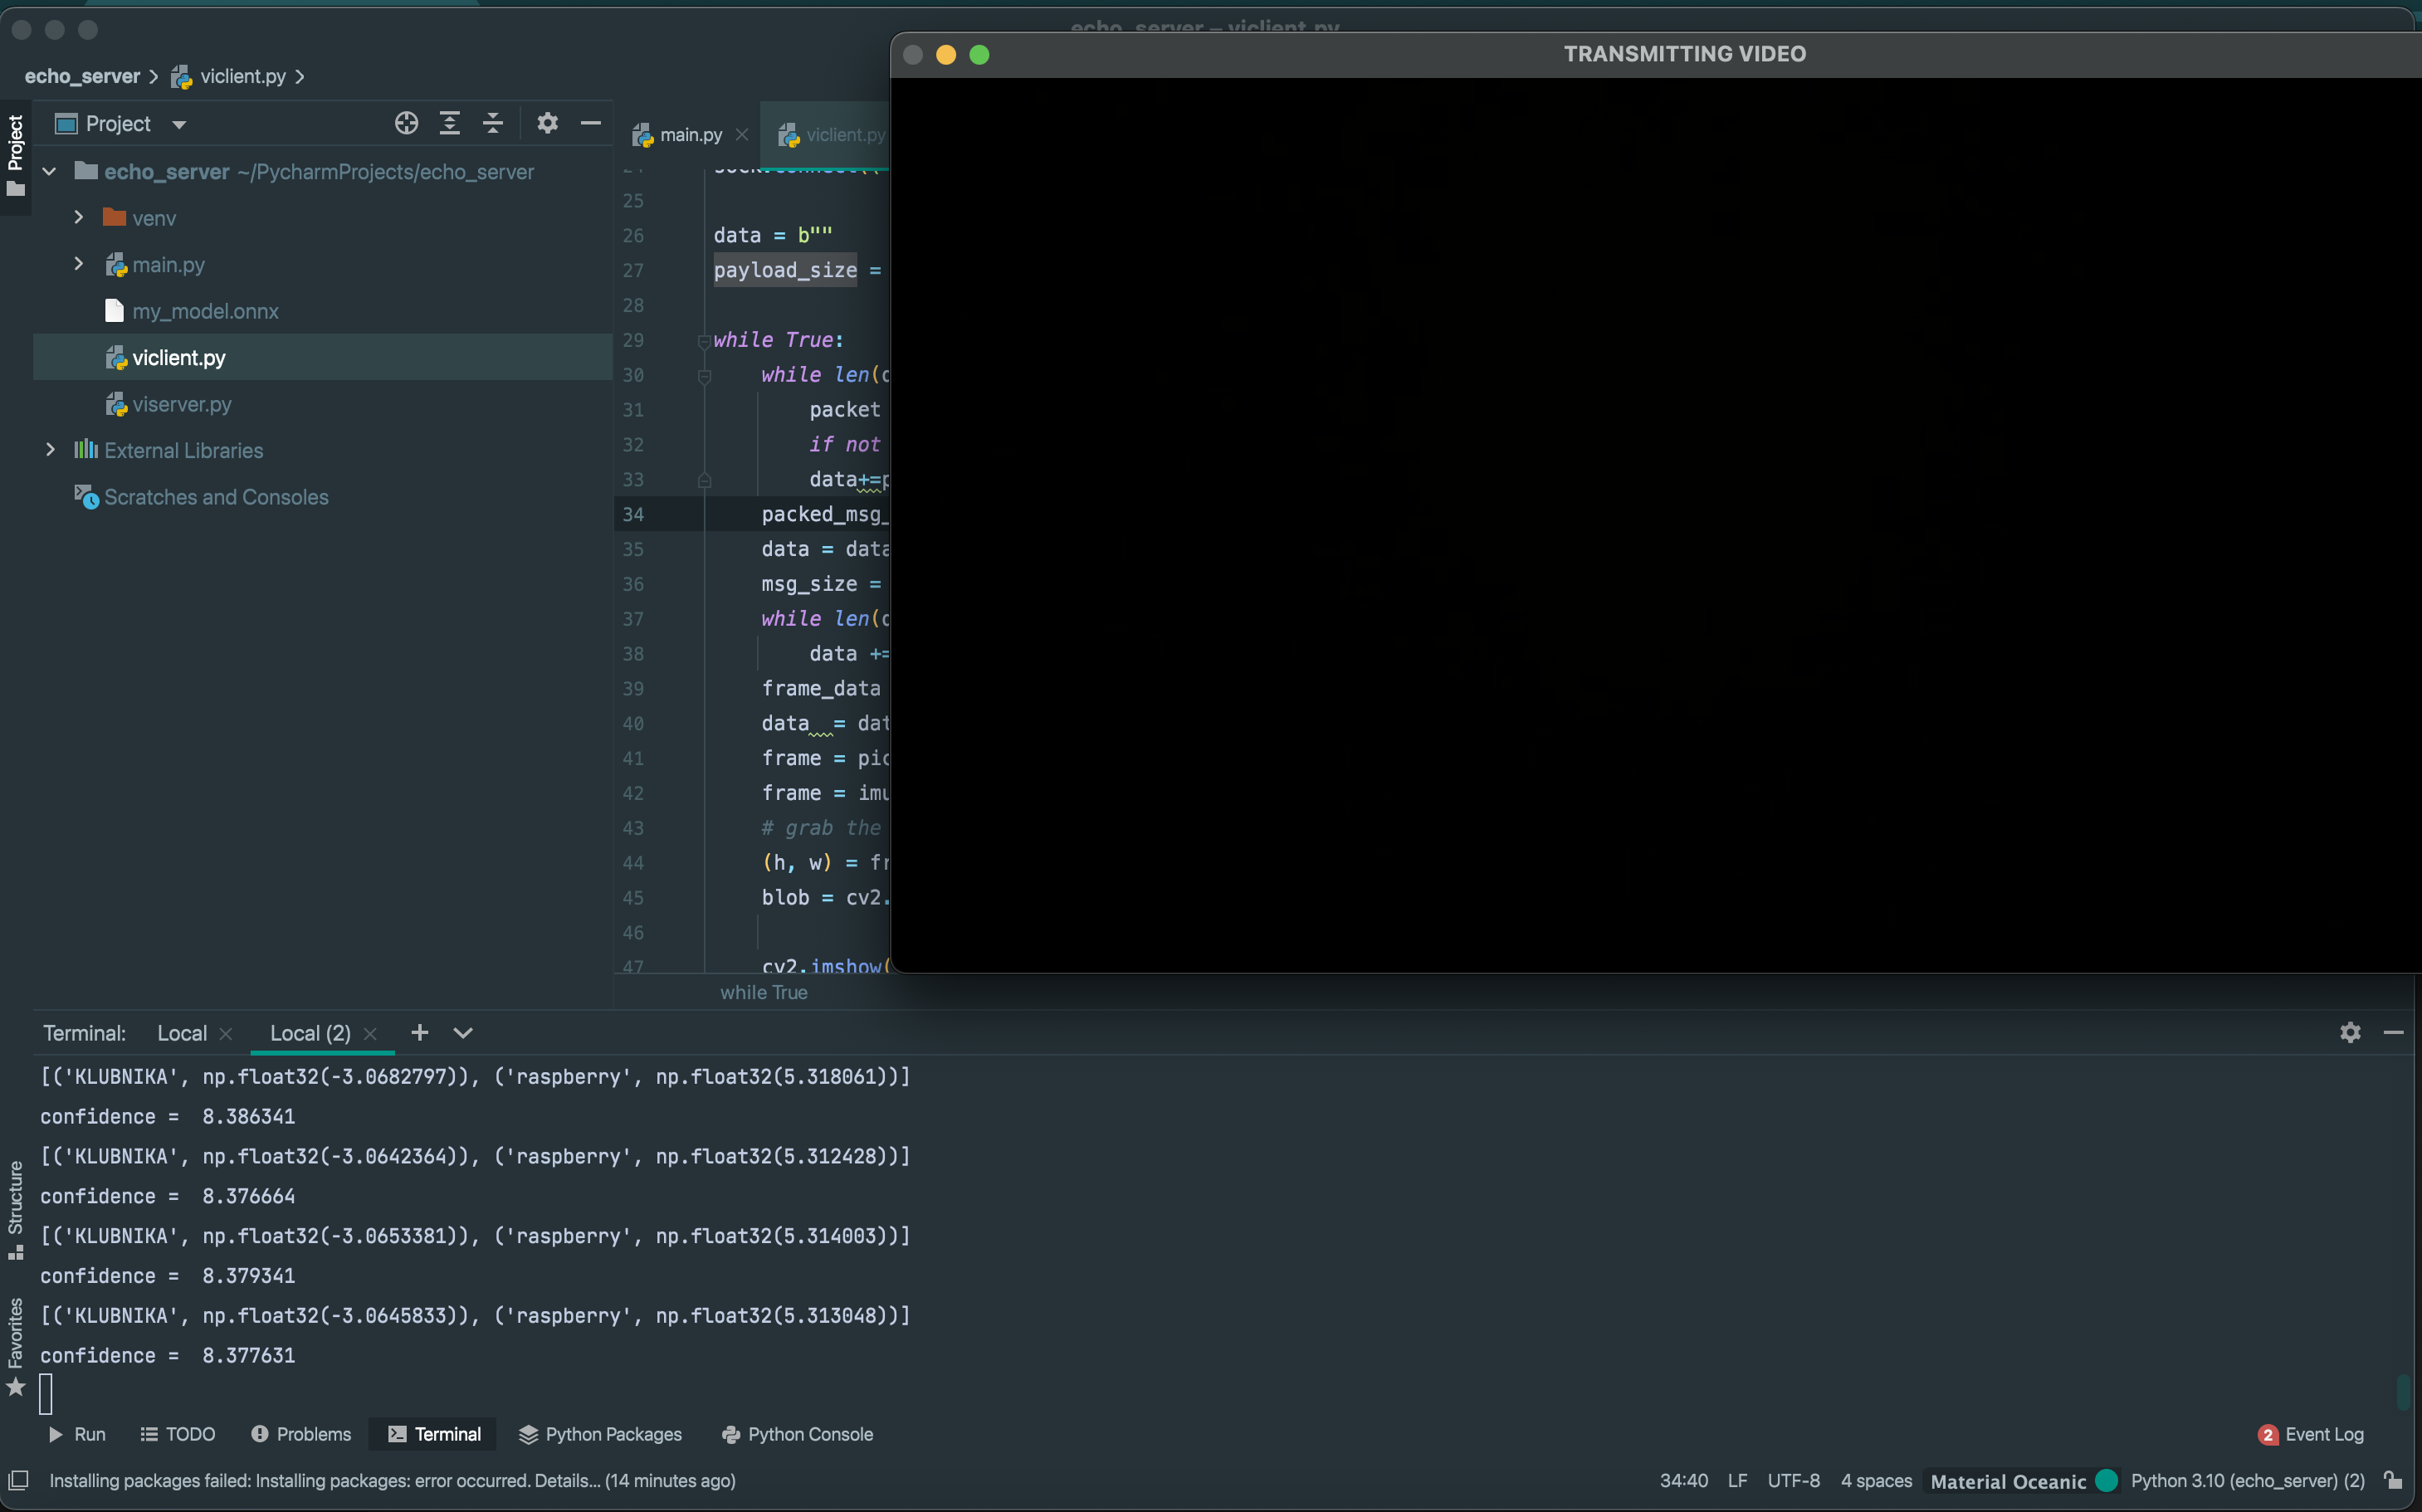 echo_server – viclient.py
TRANSMITTING VIDEO
echo_server
viclient.py
Project
Project
main.py
viclient.py
echo_server ~/PycharmProjects/echo_server
venv
main.py
my_model.onnx
viclient.py
viserver.py
External Libraries
Scratches and Consoles
24 sock.connect((
25
26 data = b""
27 payload_size =
28
29 while True:
30 while len(
31 packet
32 if not
33 data+=
34 packed_msg_
35 data = data
36 msg_size =
37 while len(
38 data +=
39 frame_data
40 data = dat
41 frame = pic
42 frame = imu
43 # grab the
44 (h, w) = fr
45 blob = cv2.
46
47 cv2.imshow(
while True
Terminal: Local Local (2)
[('KLUBNIKA', np.float32(-3.0682797)), ('raspberry', np.float32(5.318061))]
confidence =  8.386341
[('KLUBNIKA', np.float32(-3.0642364)), ('raspberry', np.float32(5.312428))]
confidence =  8.376664
[('KLUBNIKA', np.float32(-3.0653381)), ('raspberry', np.float32(5.314003))]
confidence =  8.379341
[('KLUBNIKA', np.float32(-3.0645833)), ('raspberry', np.float32(5.313048))]
confidence =  8.377631
Structure
Favorites
Run TODO Problems Terminal Python Packages Python Console 2 Event Log
Installing packages failed: Installing packages: error occurred. Details... (14 minutes ago) 34:40 LF UTF-8 4 spaces Material Oceanic Python 3.10 (echo_server) (2)